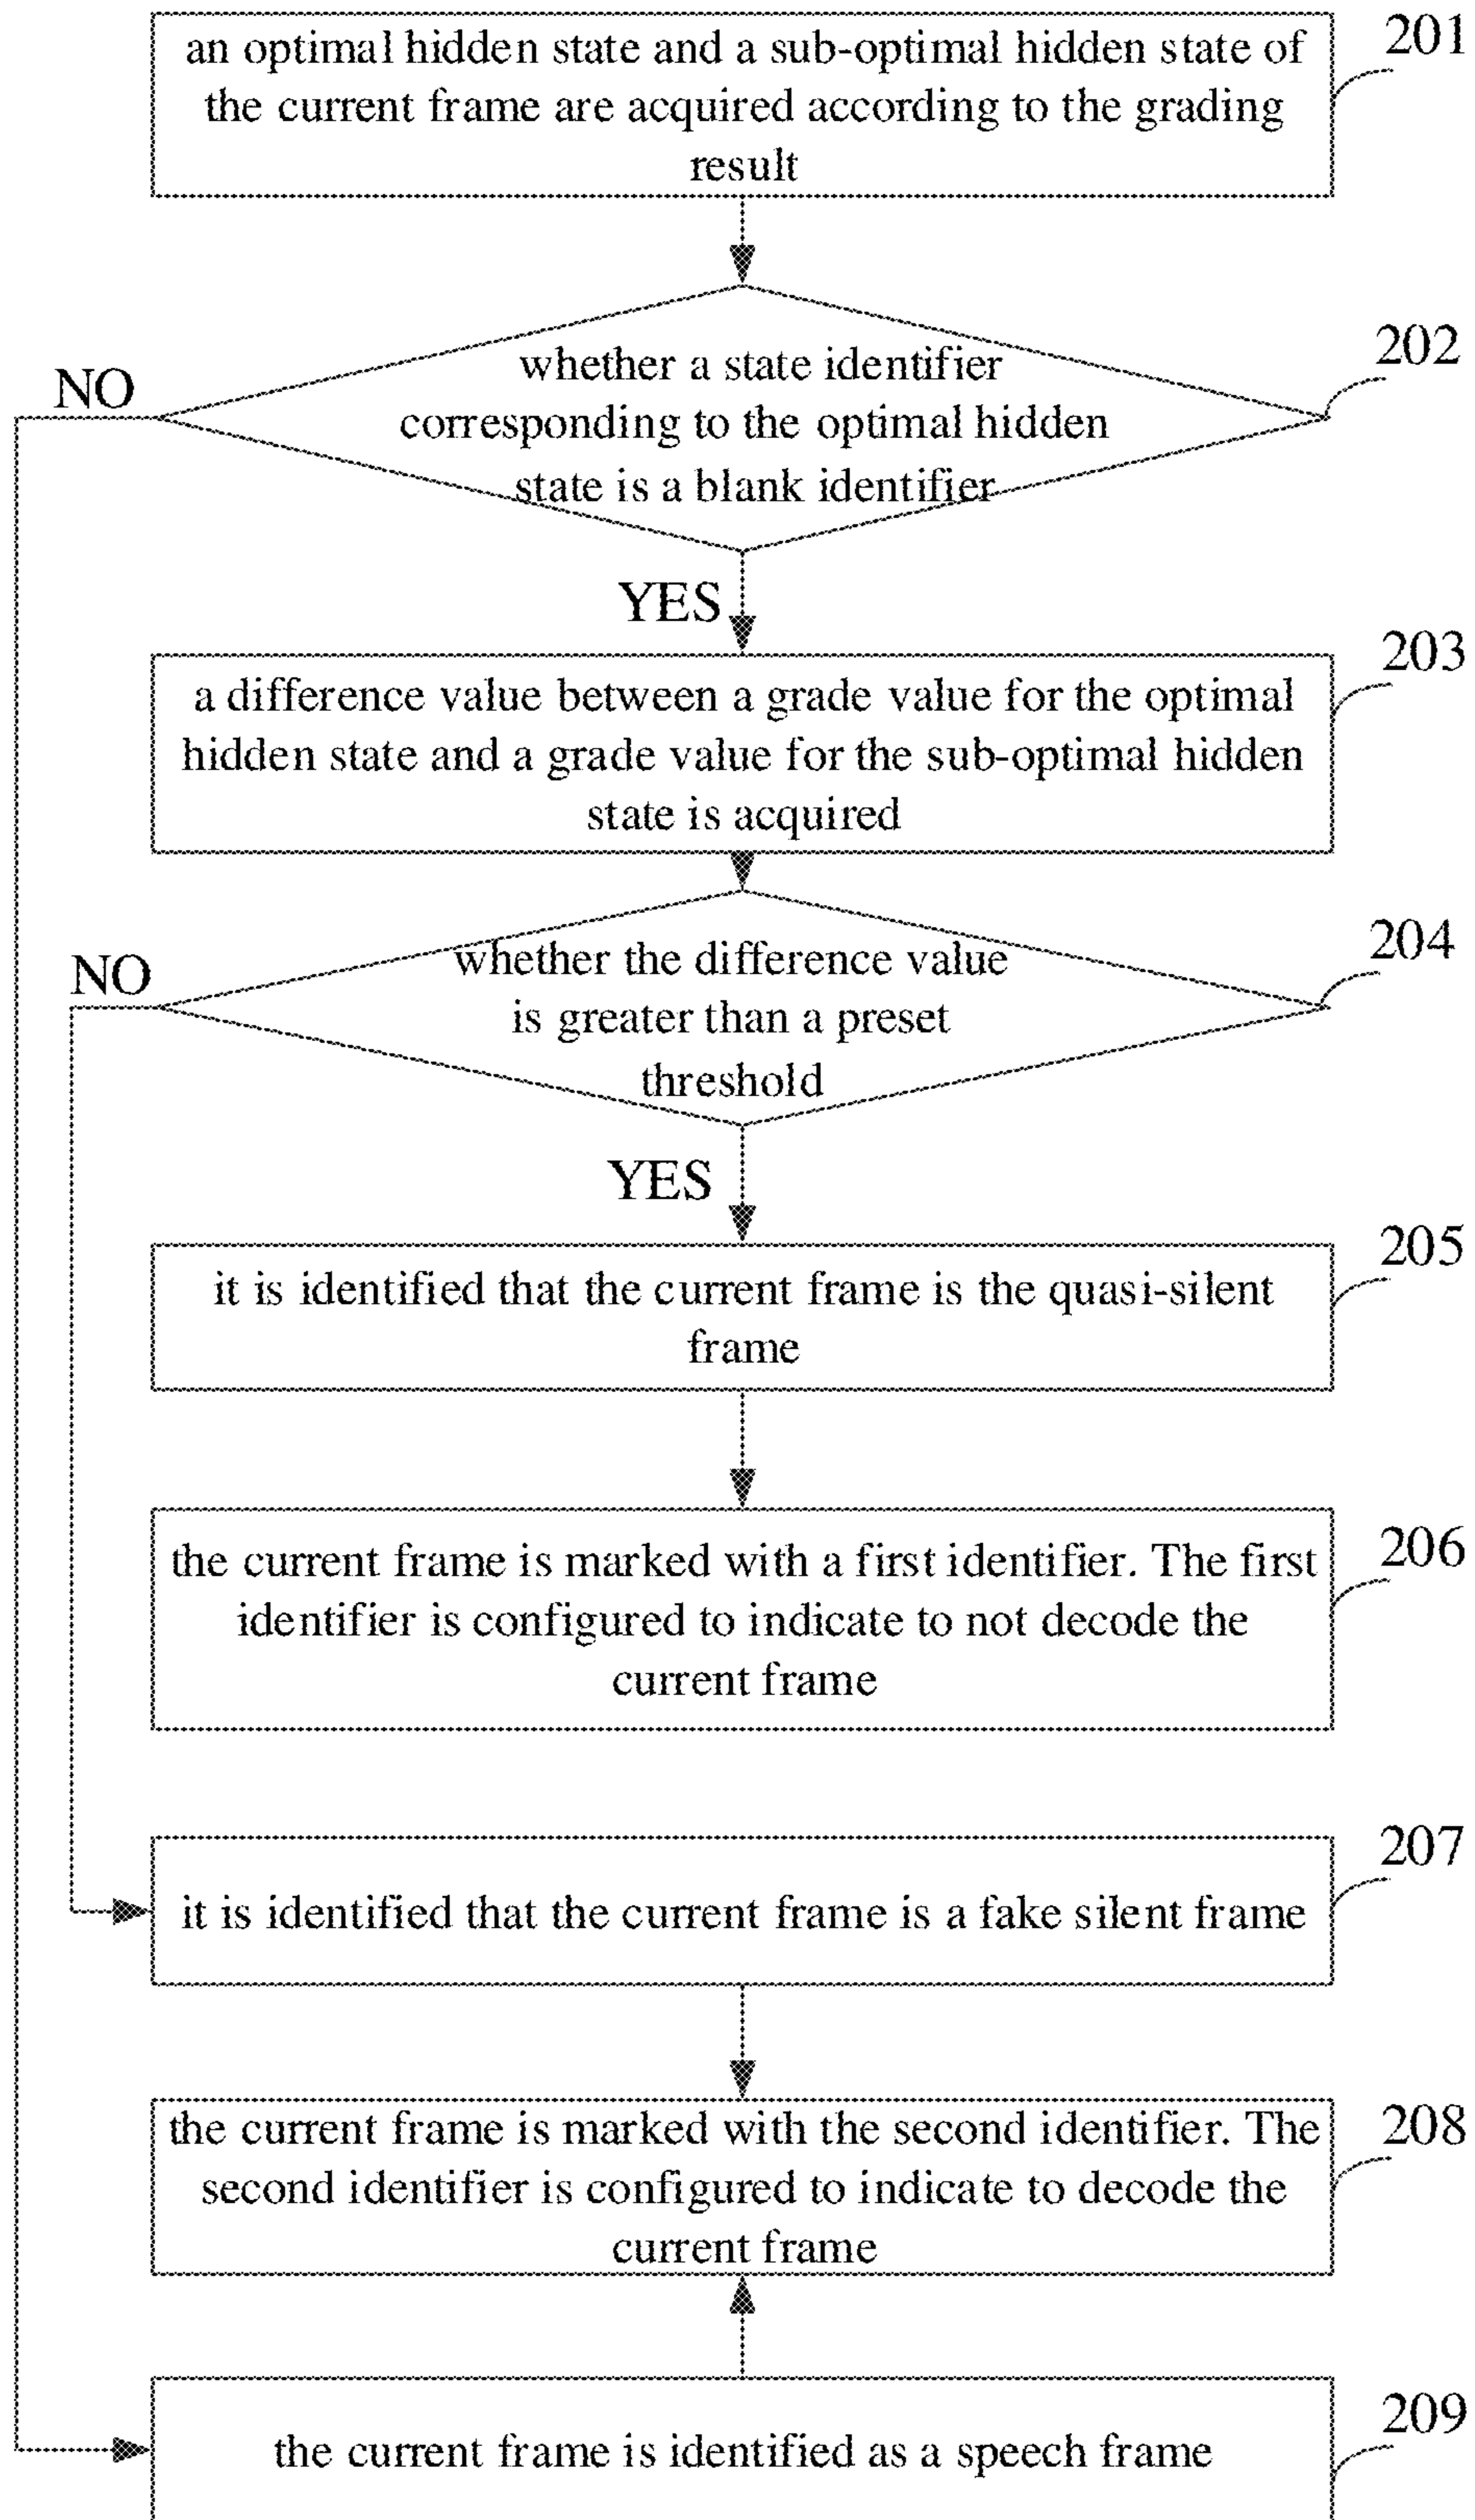 an optimal hidden state and a sub-optimal hidden state of
the current frame are acquired according to the grading
result
201
whether a state identifier
corresponding to the optimal hidden
state is a blank identifier
202
NO
YES
a difference value between a grade value for the optimal
hidden state and a grade value for the sub-optimal hidden
state is acquired
203
whether the difference value
is greater than a preset
threshold
204
NO
YES
it is identified that the current frame is the quasi-silent
frame
205
the current frame is marked with a first identifier. The first
identifier is configured to indicate to not decode the
current frame
206
it is identified that the current frame is a fake silent frame
207
the current frame is marked with the second identifier. The
second identifier is configured to indicate to decode the
current frame
208
the current frame is identified as a speech frame
209